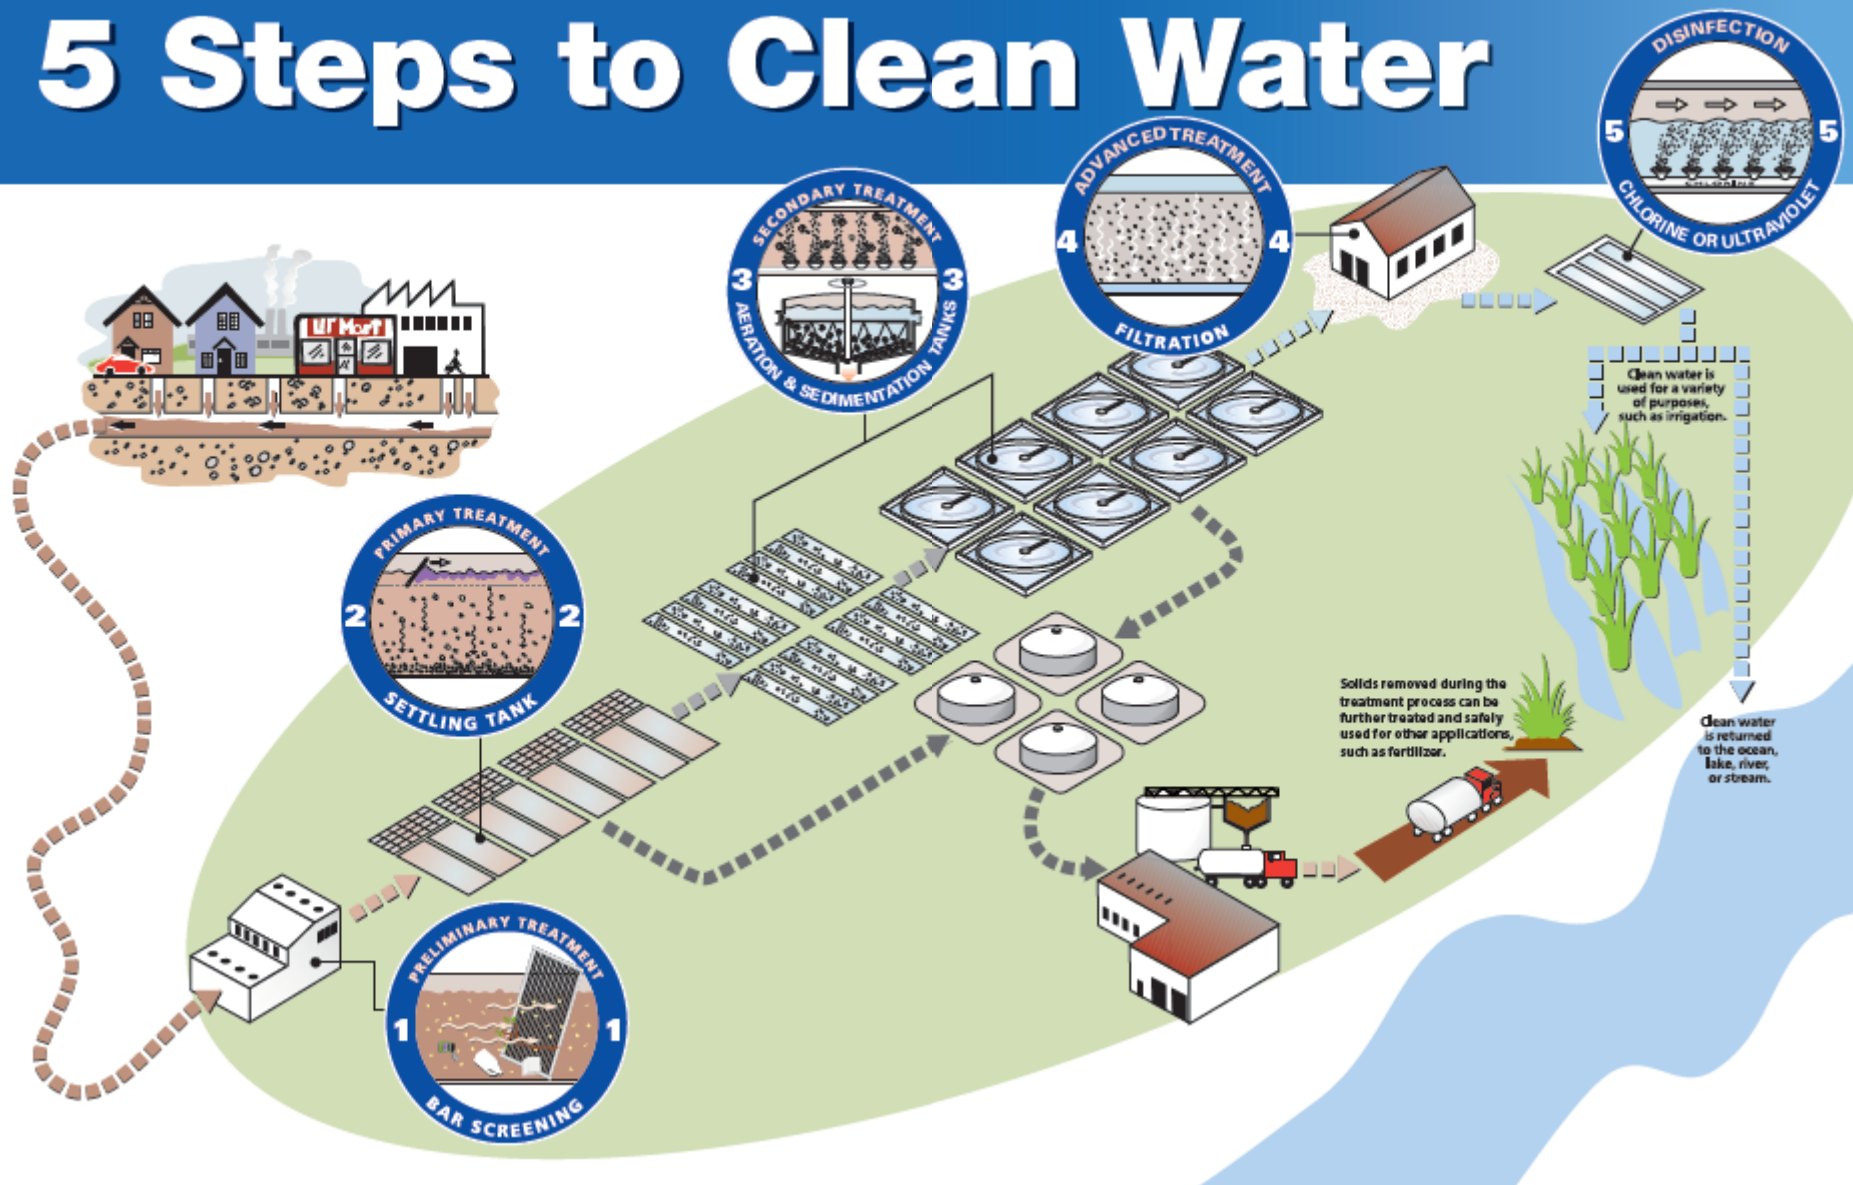 5 Steps to Clean Water
DISINFECTION
5 5
CHLORINE
CHLORINE OR ULTRAVIOLET
ADVANCED TREATMENT
4 4
FILTRATION
SECONDARY TREATMENT
3 3
AERATION & SEDIMENTATION TANKS
Ur Mart
Clean water is
used for a variety
of purposes,
such as irrigation.
PRIMARY TREATMENT
2 2
SETTLING TANK
Solids removed during the
treatment process can be
further treated and safely
used for other applications,
such as fertilizer.
Clean water
is returned
to the ocean,
lake, river,
or stream.
PRELIMINARY TREATMENT
1 1
BAR SCREENING